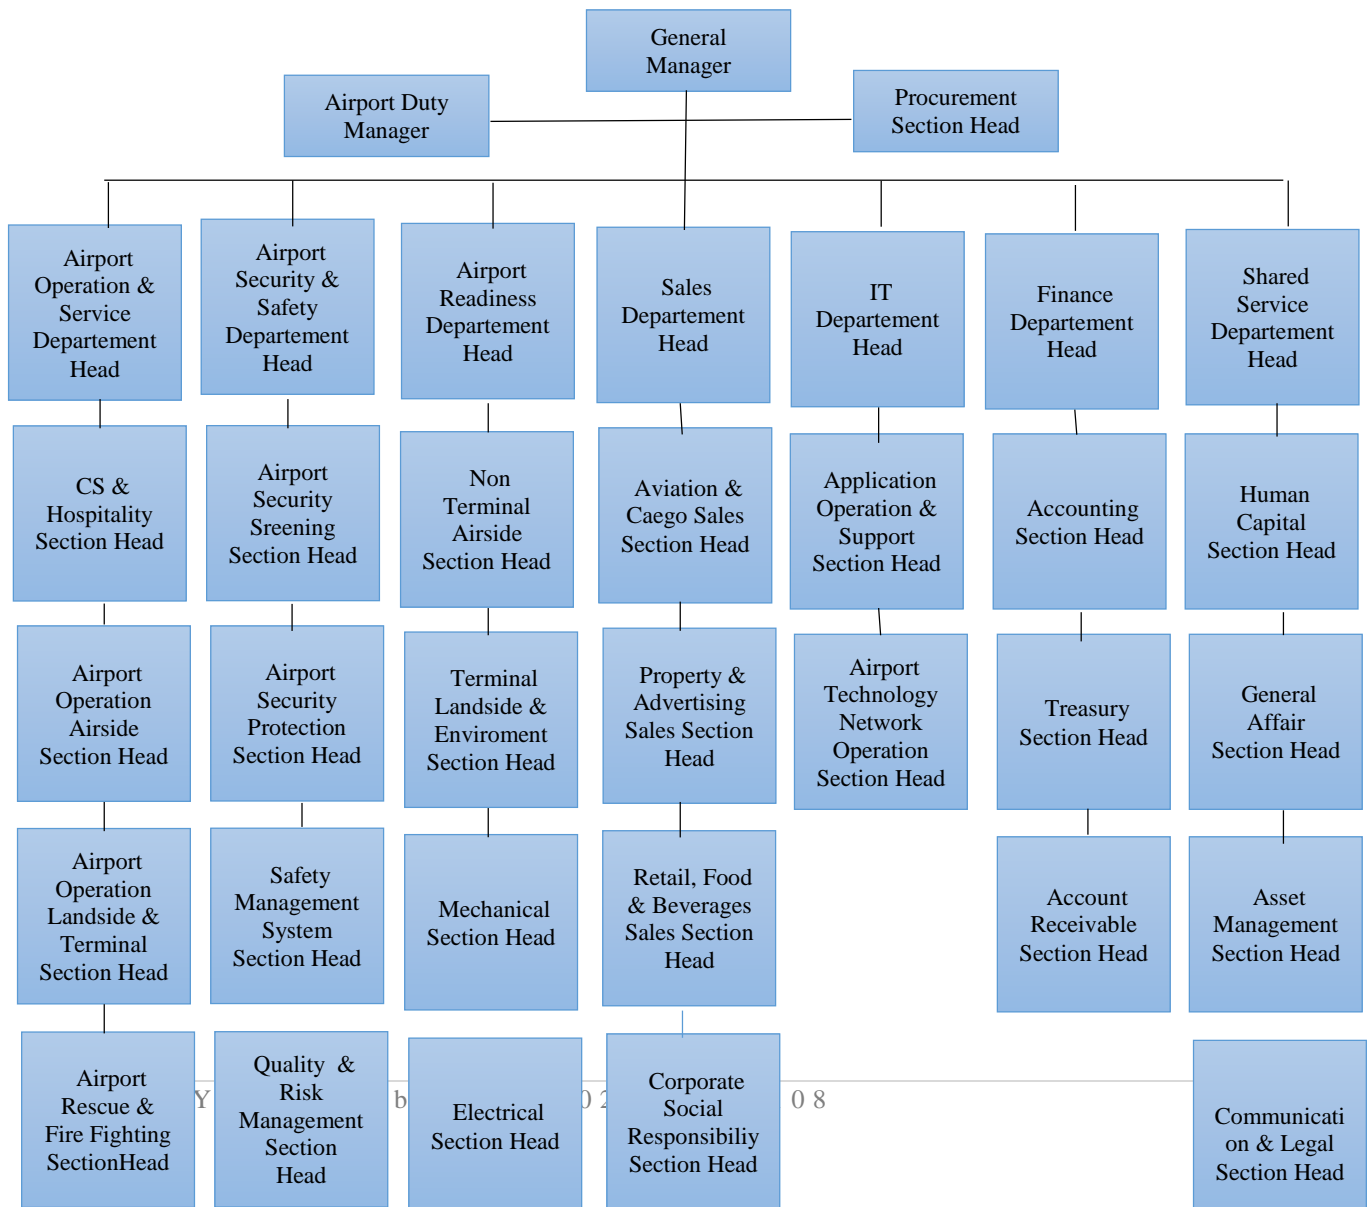 General
Manager
Airport Duty
Manager
Procurement
Section Head
Airport
Operation &
Service
Departement
Head
Airport
Security &
Safety
Departement
Head
Airport
Readiness
Departement
Head
Sales
Departement
Head
IT
Departement
Head
Finance
Departement
Head
Shared
Service
Departement
Head
CS &
Hospitality
Section Head
Airport
Security
Sreening
Section Head
Non
Terminal
Airside
Section Head
Aviation &
Caego Sales
Section Head
Application
Operation &
Support
Section Head
Accounting
Section Head
Human
Capital
Section Head
Airport
Operation
Airside
Section Head
Airport
Security
Protection
Section Head
Terminal
Landside &
Enviroment
Section Head
Property &
Advertising
Sales Section
Head
Airport
Technology
Network
Operation
Section Head
Treasury
Section Head
General
Affair
Section Head
Airport
Operation
Landside &
Terminal
Section Head
Safety
Management
System
Section Head
Mechanical
Section Head
Retail, Food
& Beverages
Sales Section
Head
Account
Receivable
Section Head
Asset
Management
Section Head
Airport
Rescue &
Fire Fighting
SectionHead
Quality & 
Risk
Management
Section
Head
Electrical
Section Head
Corporate
Social
Responsibiliy
Section Head
Communicati
on & Legal
Section Head
Y b 0 2 0 8